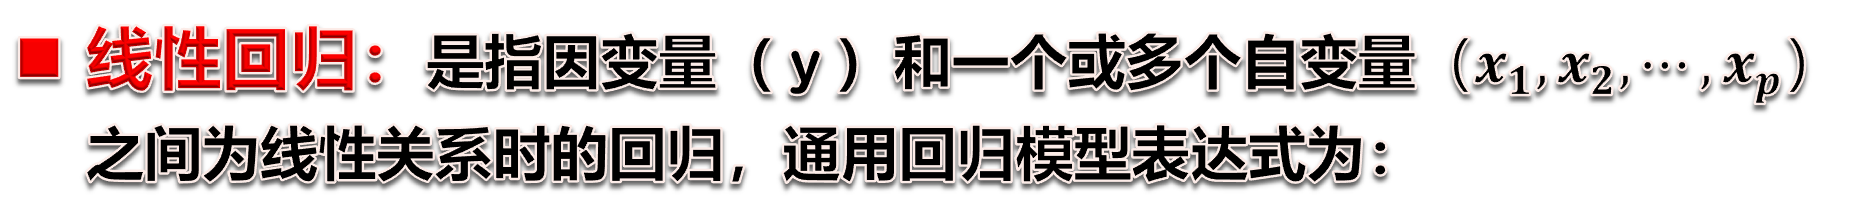 ■ 线性回归：是指因变量（y）和一个或多个自变量（x₁,x₂,⋯,xₚ）
之间为线性关系时的回归，通用回归模型表达式为：